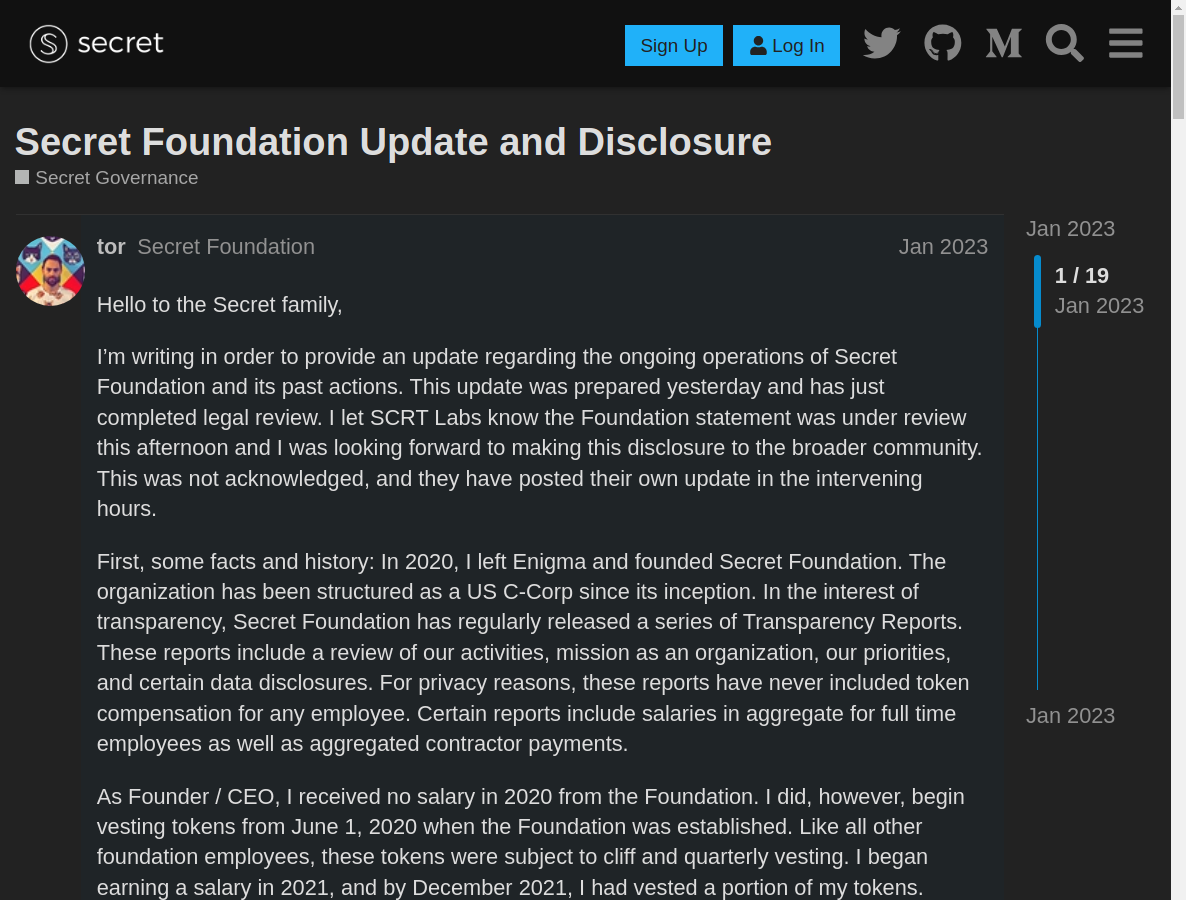 secret
Sign Up
Log In
Secret Foundation Update and Disclosure
Secret Governance
tor Secret Foundation Jan 2023
Hello to the Secret family,
I’m writing in order to provide an update regarding the ongoing operations of Secret
Foundation and its past actions. This update was prepared yesterday and has just
completed legal review. I let SCRT Labs know the Foundation statement was under review
this afternoon and I was looking forward to making this disclosure to the broader community.
This was not acknowledged, and they have posted their own update in the intervening
hours.
First, some facts and history: In 2020, I left Enigma and founded Secret Foundation. The
organization has been structured as a US C-Corp since its inception. In the interest of
transparency, Secret Foundation has regularly released a series of Transparency Reports.
These reports include a review of our activities, mission as an organization, our priorities,
and certain data disclosures. For privacy reasons, these reports have never included token
compensation for any employee. Certain reports include salaries in aggregate for full time
employees as well as aggregated contractor payments.
As Founder / CEO, I received no salary in 2020 from the Foundation. I did, however, begin
vesting tokens from June 1, 2020 when the Foundation was established. Like all other
foundation employees, these tokens were subject to cliff and quarterly vesting. I began
earning a salary in 2021, and by December 2021, I had vested a portion of my tokens.
Jan 2023
1 / 19
Jan 2023
Jan 2023